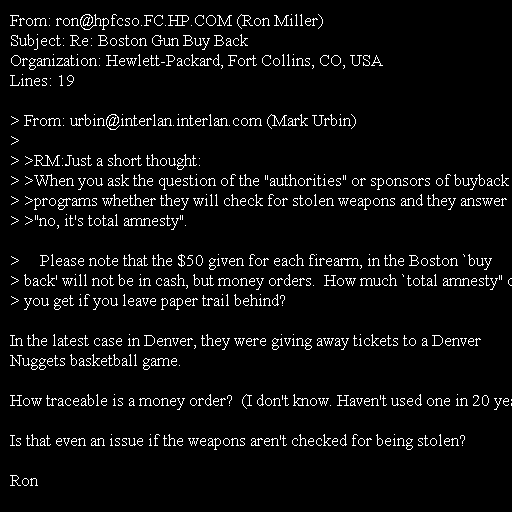 From: ron@hpfcso.FC.HP.COM (Ron Miller)
Subject: Re: Boston Gun Buy Back
Organization: Hewlett-Packard, Fort Collins, CO, USA
Lines: 19
> From: urbin@interlan.interlan.com (Mark Urbin)
>
> >RM:Just a short thought:
> >When you ask the question of the "authorities" or sponsors of buyback
> >programs whether they will check for stolen weapons and they answer
> >"no, it's total amnesty".
> Please note that the $50 given for each firearm, in the Boston `buy
> back' will not be in cash, but money orders. How much `total amnesty"
> you get if you leave paper trail behind?
In the latest case in Denver, they were giving away tickets to a Denver
Nuggets basketball game.
How traceable is a money order? (I don't know. Haven't used one in 20
Is that even an issue if the weapons aren't checked for being stolen?
Ron